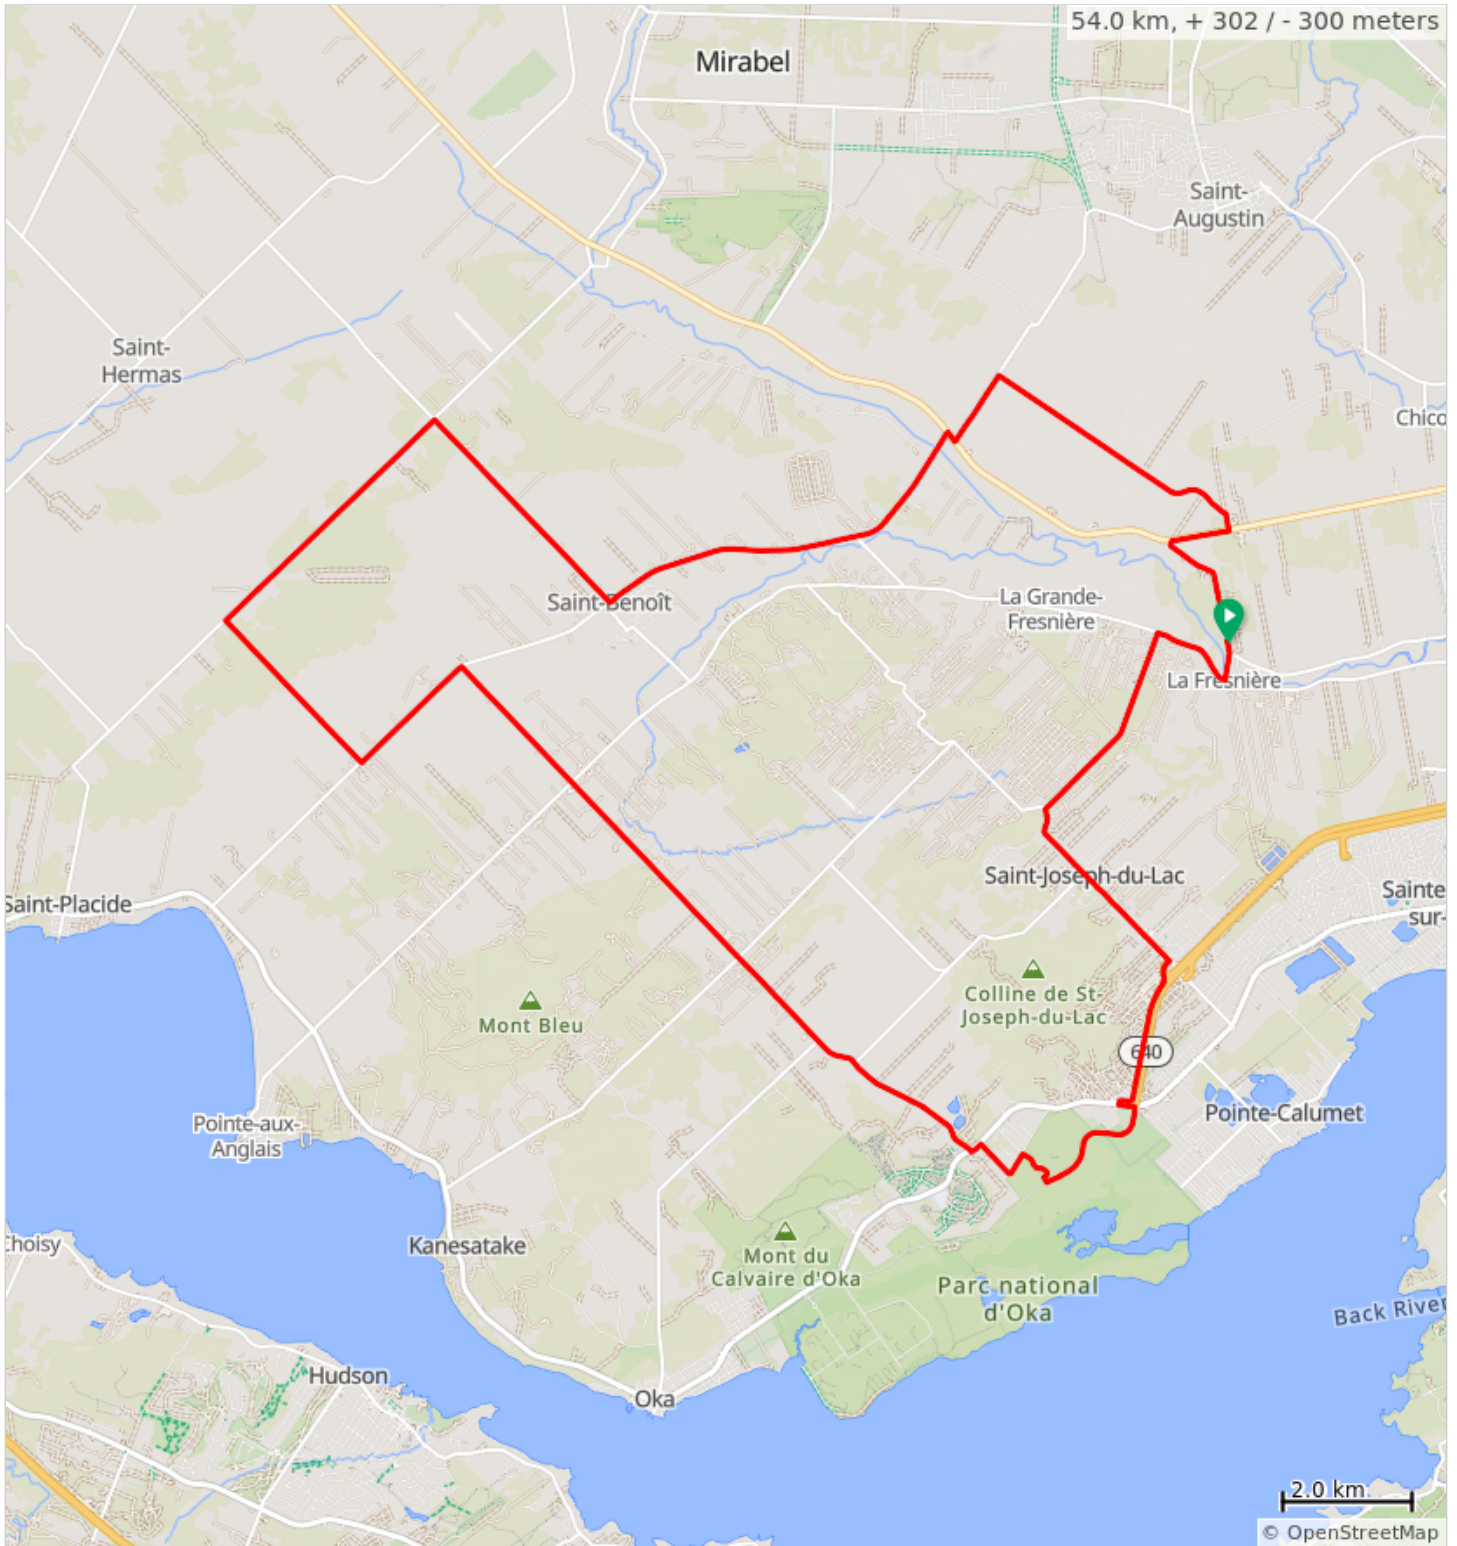 54.0 km, + 302 / - 300 meters
Mirabel
Saint-
Augustin
Saint-
Hermas
Chico
Saint-Benoît
La Grande-
Fresnière
La Fresnière
Saint-Joseph-du-Lac
Sainte
sur-
Saint-Placide
Colline de St-
Joseph-du-Lac
Mont Bleu
640
Pointe-Calumet
Pointe-aux-
Anglais
Kanesatake
Choisy
Mont du
Calvaire d'Oka
Parc national
d'Oka
Back River
Hudson
Oka
2.0 km
© OpenStreetMap